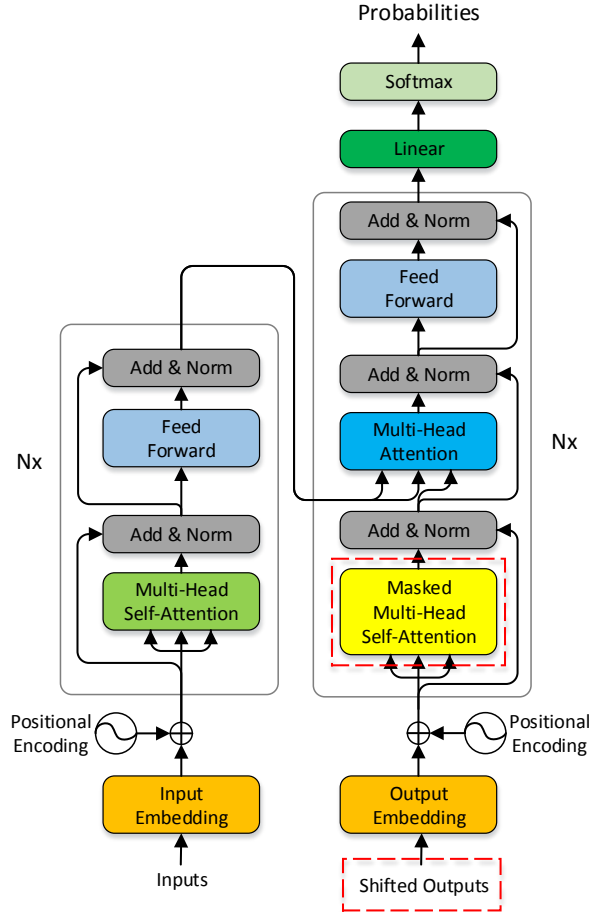 Probabilities
Softmax
Linear
Add & Norm
Feed
Forward
Add & Norm
Multi-Head
Attention
Nx
Add & Norm
Masked
Multi-Head
Self-Attention
Positional
Encoding
Output
Embedding
Shifted Outputs
Add & Norm
Feed
Forward
Nx
Add & Norm
Multi-Head
Self-Attention
Positional
Encoding
Input
Embedding
Inputs